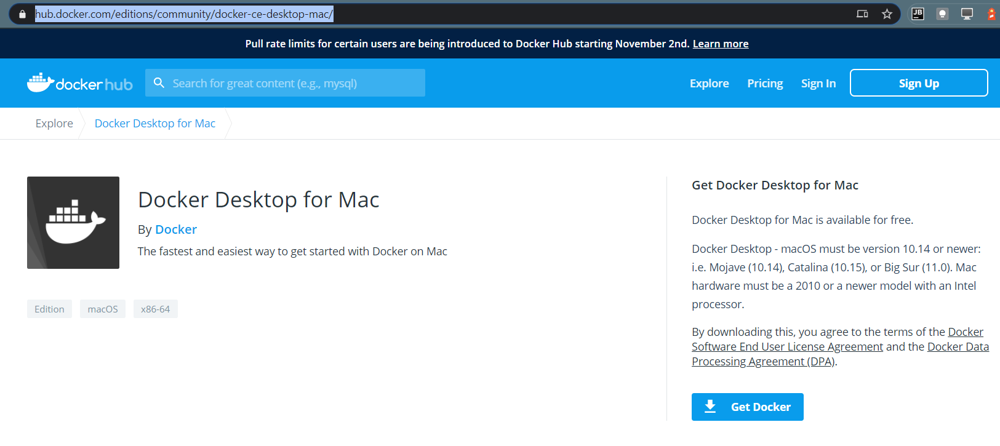 hub.docker.com/editions/community/docker-ce-desktop-mac/
JB
Pull rate limits for certain users are being introduced to Docker Hub starting November 2nd. Learn more
docker hub
Search for great content (e.g., mysql)
Explore
Pricing
Sign In
Sign Up
Explore
Docker Desktop for Mac
Docker Desktop for Mac
By Docker
The fastest and easiest way to get started with Docker on Mac
Edition
macOS
x86-64
Get Docker Desktop for Mac
Docker Desktop for Mac is available for free.
Docker Desktop - macOS must be version 10.14 or newer:
i.e. Mojave (10.14), Catalina (10.15), or Big Sur (11.0). Mac
hardware must be a 2010 or a newer model with an Intel
processor.
By downloading this, you agree to the terms of the Docker
Software End User License Agreement and the Docker Data
Processing Agreement (DPA).
Get Docker